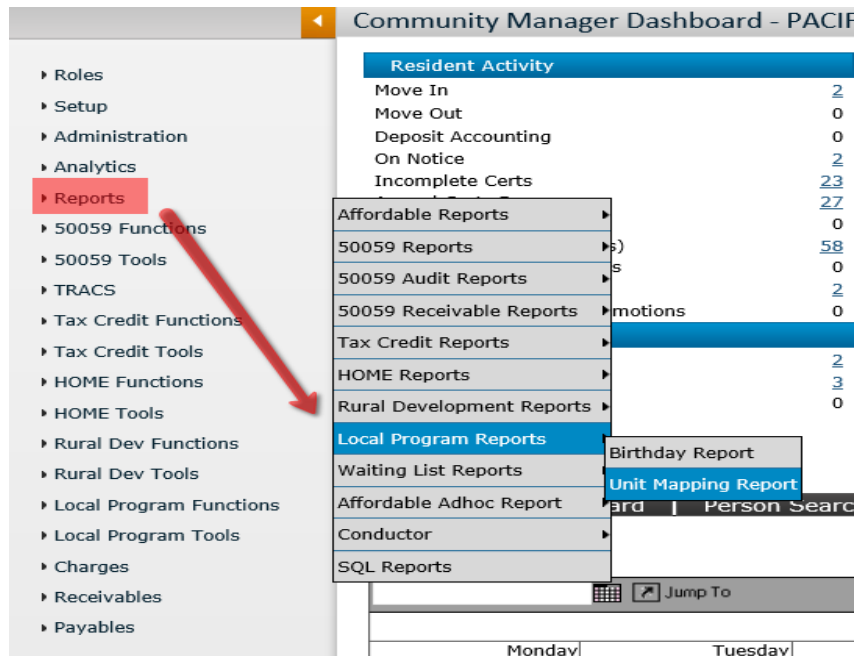 Community Manager Dashboard - PACIF
Roles
Setup
Administration
Analytics
Reports
50059 Functions
50059 Tools
TRACS
Tax Credit Functions
Tax Credit Tools
HOME Functions
HOME Tools
Rural Dev Functions
Rural Dev Tools
Local Program Functions
Local Program Tools
Charges
Receivables
Payables
Resident Activity
Move In 2
Move Out 0
Deposit Accounting 0
On Notice 2
Incomplete Certs 23
27
0
s) 58
s 0
2
motions 0
2
3
0
Affordable Reports
50059 Reports
50059 Audit Reports
50059 Receivable Reports
Tax Credit Reports
HOME Reports
Rural Development Reports
Local Program Reports
Waiting List Reports
Affordable Adhoc Report
Conductor
SQL Reports
Birthday Report
Unit Mapping Report
ard | Person Searc
Jump To
Monday Tuesday